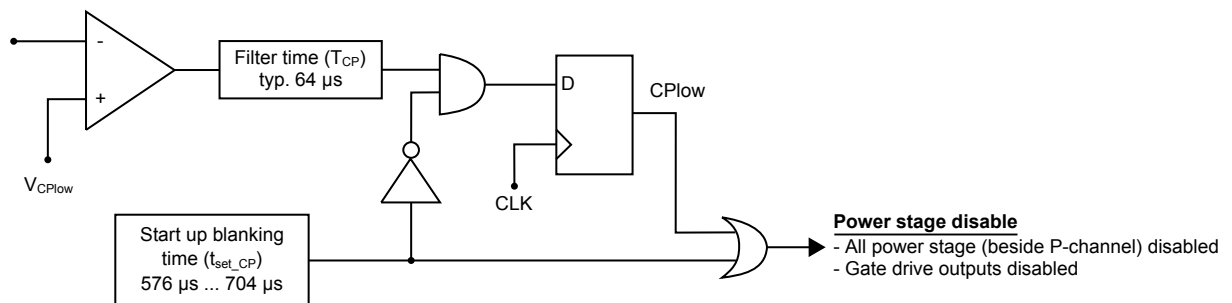 -
+
V_CPlow
Filter time (T_CP)
typ. 64 µs
D
CPlow
CLK
Start up blanking
time (t_set_CP)
576 µs ... 704 µs
Power stage disable
- All power stage (beside P-channel) disabled
- Gate drive outputs disabled